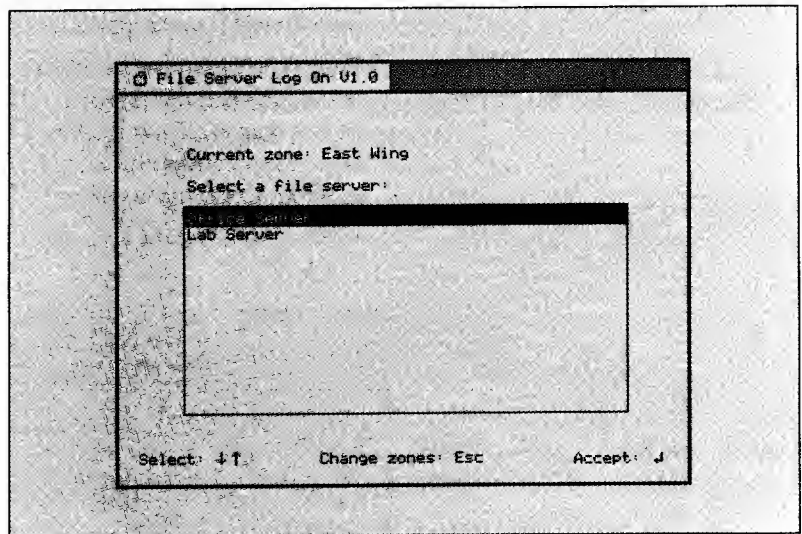 File Server Log On V1.0
Current zone: East Wing
Select a file server:
Server
Lab Server
Select: ↓↑ Change zones: Esc Accept: ↲